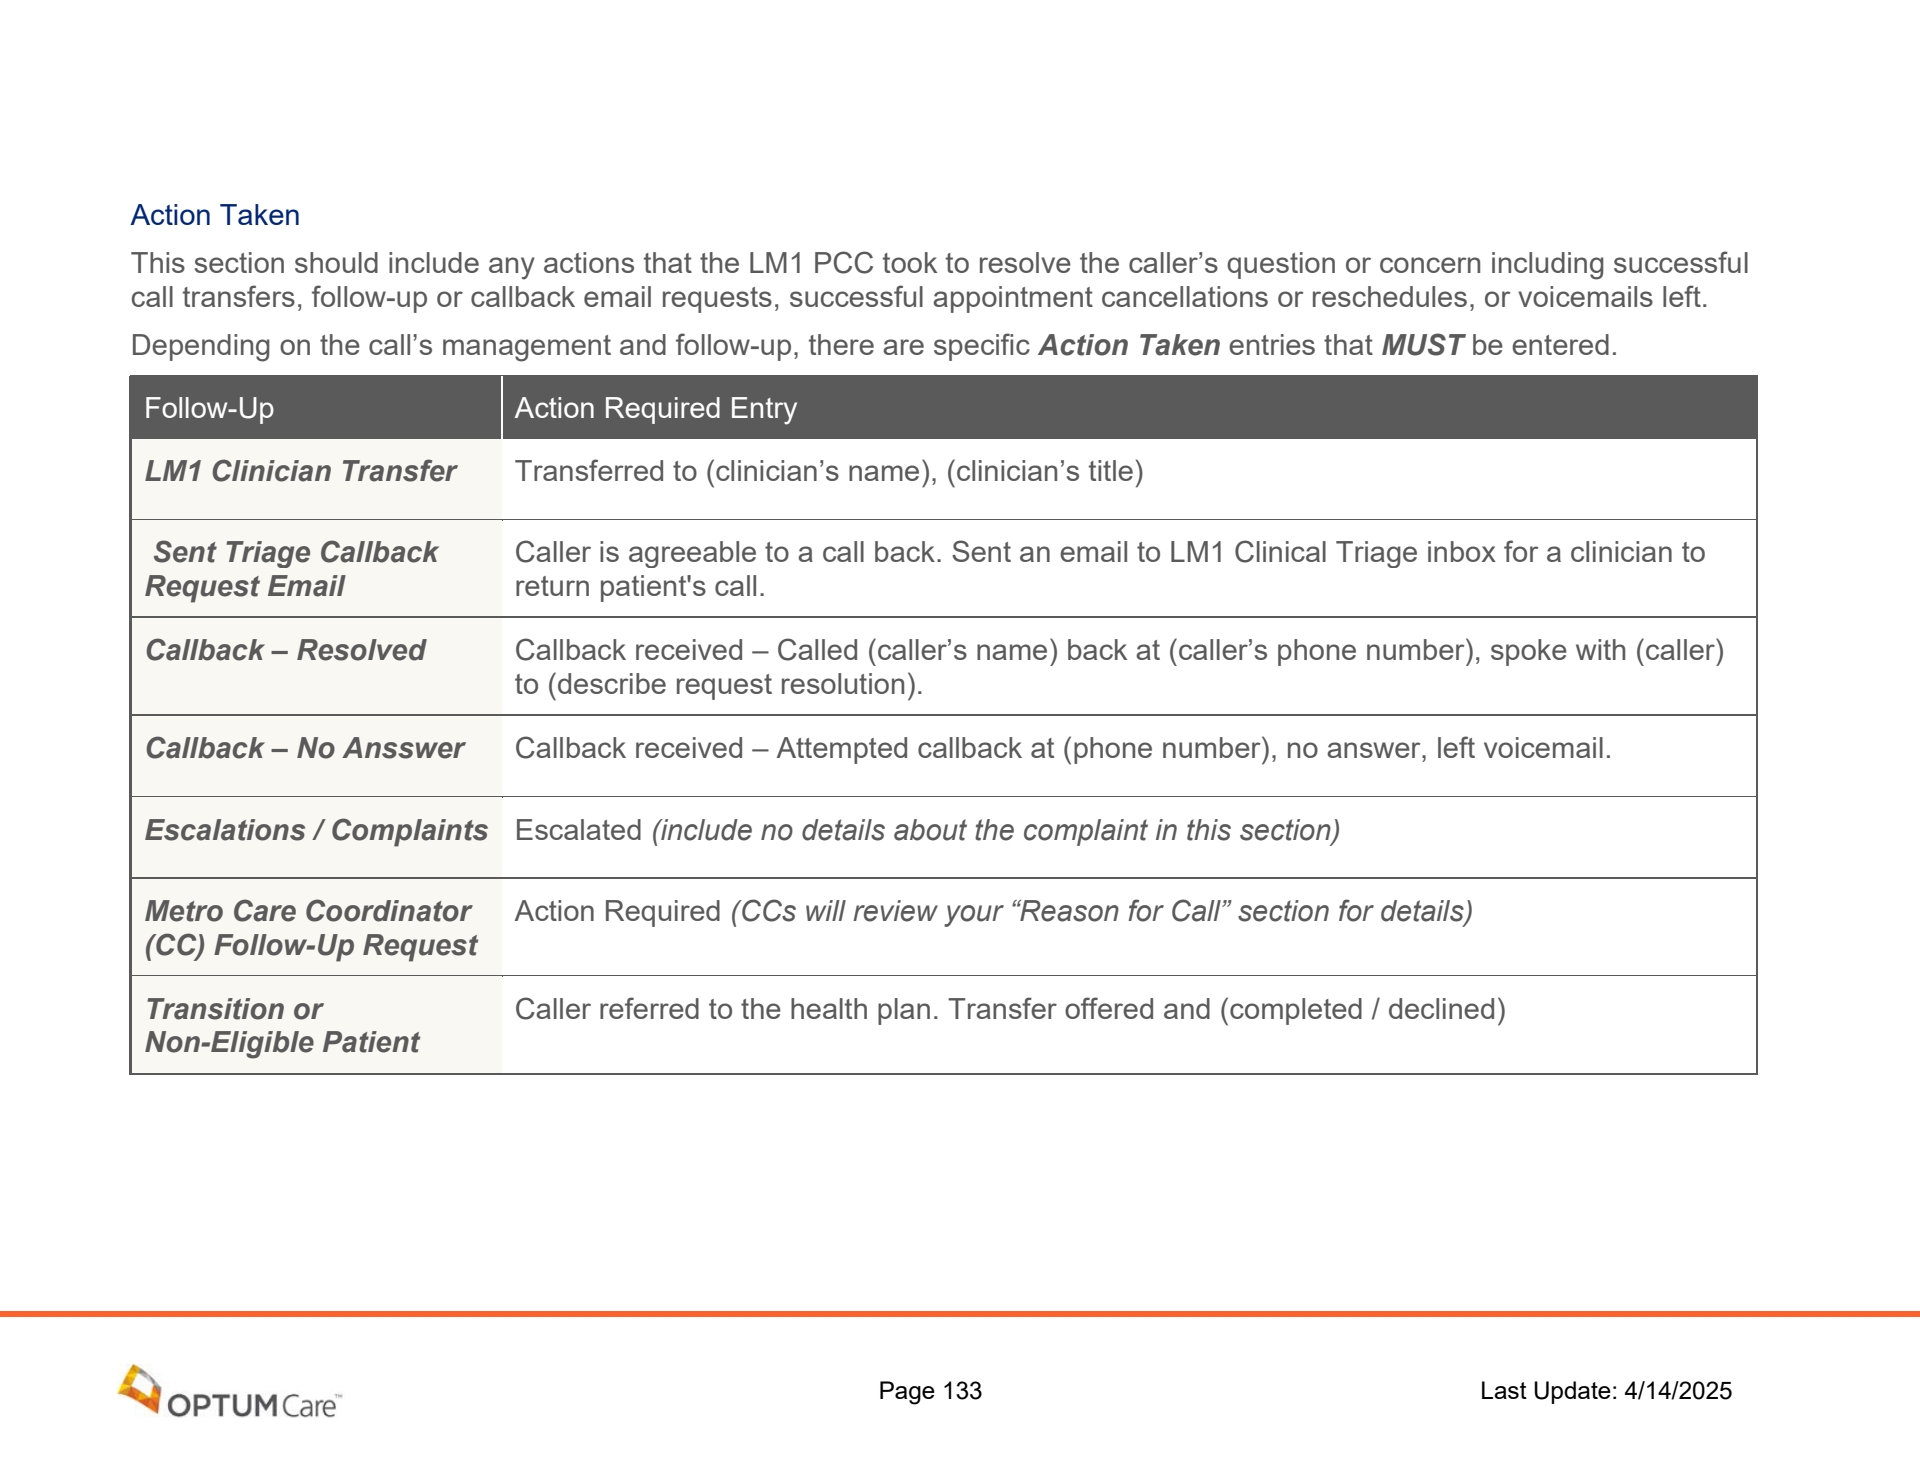 Action Taken
This section should include any actions that the LM1 PCC took to resolve the caller’s question or concern including successful
call transfers, follow-up or callback email requests, successful appointment cancellations or reschedules, or voicemails left.
Depending on the call’s management and follow-up, there are specific Action Taken entries that MUST be entered.
Follow-Up
Action Required Entry
LM1 Clinician Transfer
Transferred to (clinician’s name), (clinician’s title)
Sent Triage Callback
Request Email
Caller is agreeable to a call back. Sent an email to LM1 Clinical Triage inbox for a clinician to
return patient's call.
Callback – Resolved
Callback received – Called (caller’s name) back at (caller’s phone number), spoke with (caller)
to (describe request resolution).
Callback – No Ansswer
Callback received – Attempted callback at (phone number), no answer, left voicemail.
Escalations / Complaints
Escalated (include no details about the complaint in this section)
Metro Care Coordinator
(CC) Follow-Up Request
Action Required (CCs will review your “Reason for Call” section for details)
Transition or
Non-Eligible Patient
Caller referred to the health plan. Transfer offered and (completed / declined)
OPTUM Care™
Page 133
Last Update: 4/14/2025